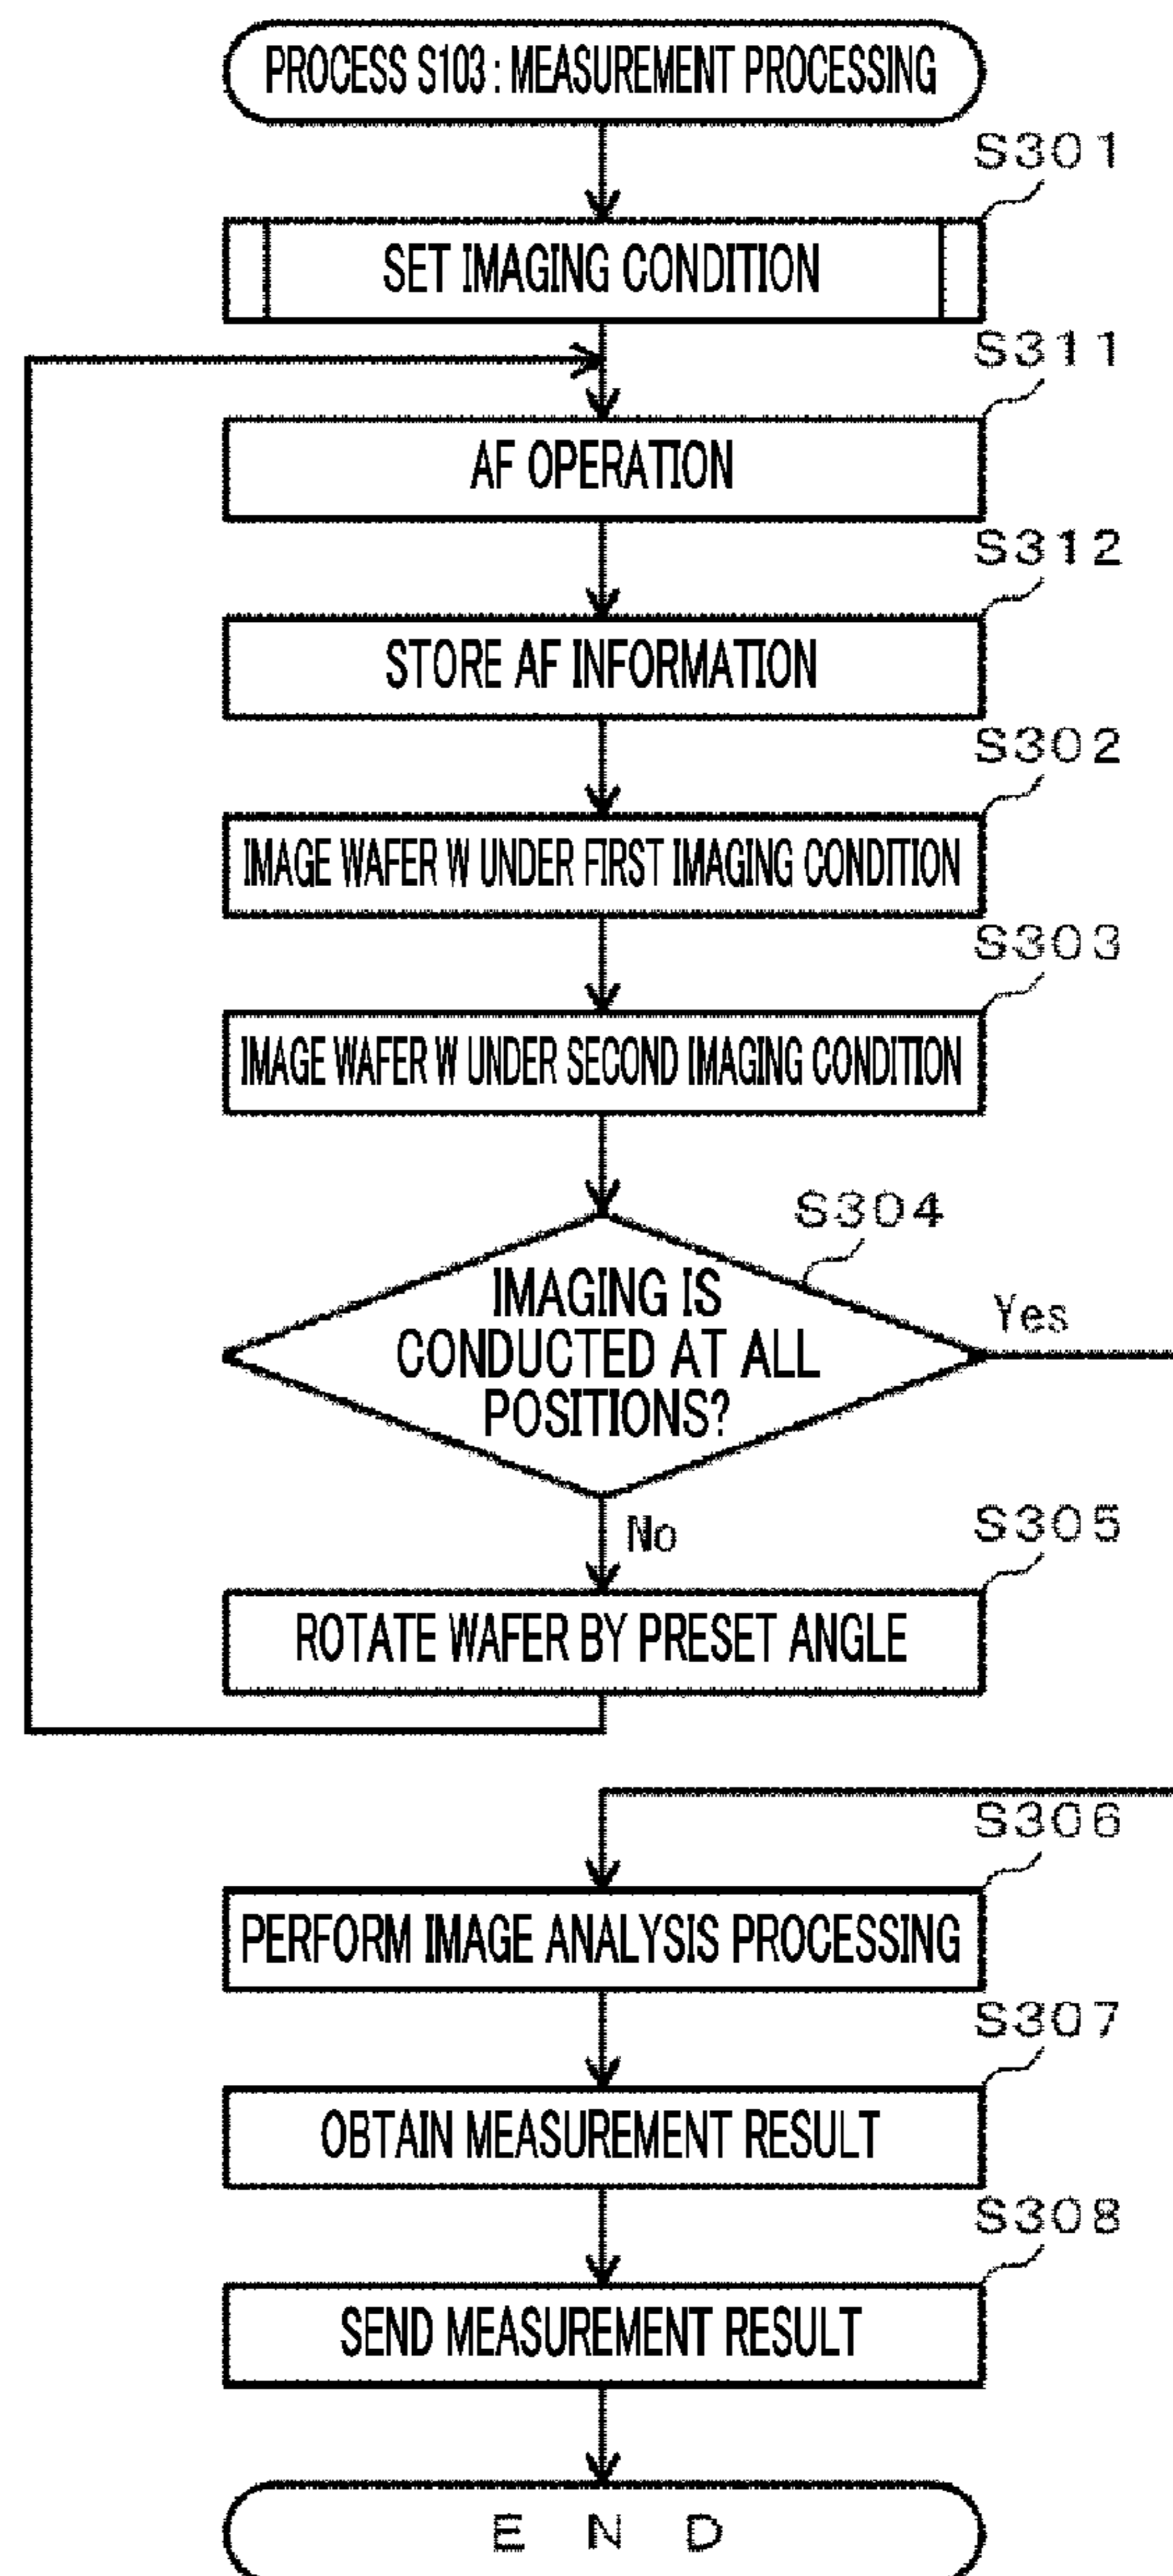 PROCESS S103 : MEASUREMENT PROCESSING
S301
SET IMAGING CONDITION
S311
AF OPERATION
S312
STORE AF INFORMATION
S302
IMAGE WAFER W UNDER FIRST IMAGING CONDITION
S303
IMAGE WAFER W UNDER SECOND IMAGING CONDITION
S304
IMAGING IS
CONDUCTED AT ALL
POSITIONS?
Yes
No
S305
ROTATE WAFER BY PRESET ANGLE
S306
PERFORM IMAGE ANALYSIS PROCESSING
S307
OBTAIN MEASUREMENT RESULT
S308
SEND MEASUREMENT RESULT
E N D